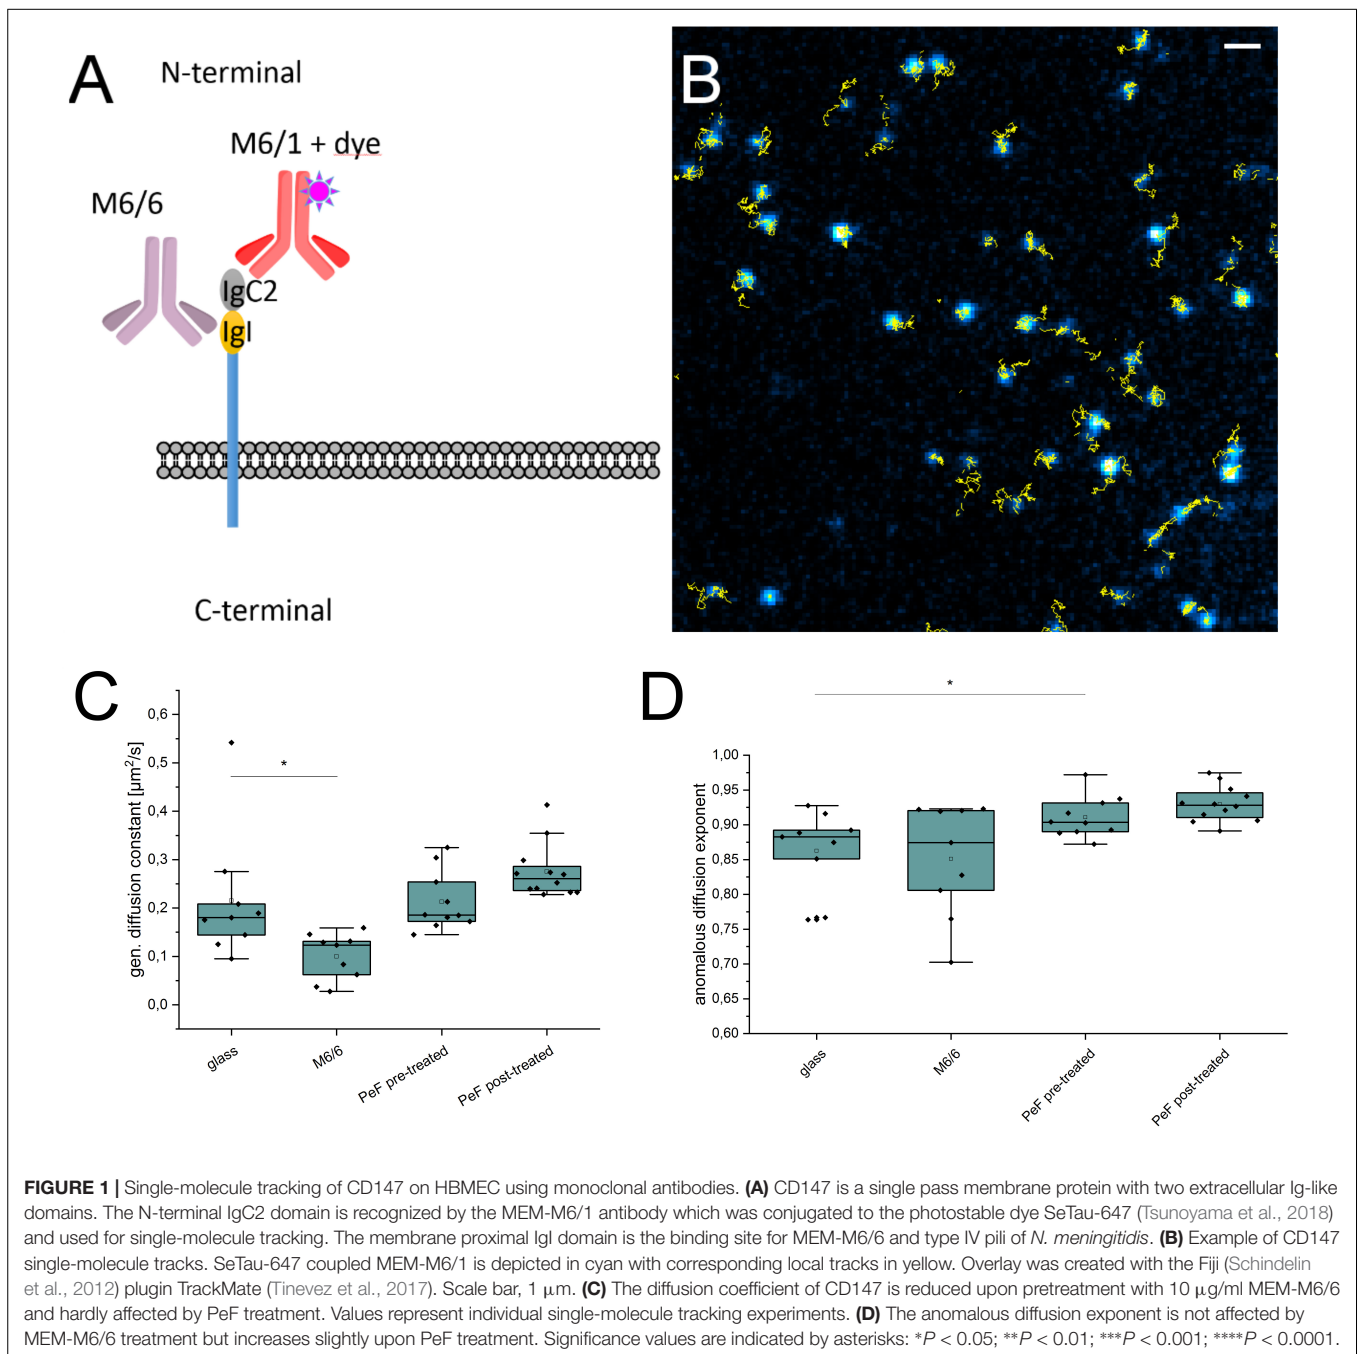 A
N-terminal
M6/1 + dye
M6/6
IgC2
IgI
C-terminal
B
C
gen. diffusion constant [µm²/s]
0,6
0,5
0,4
0,3
0,2
0,1
0,0
*
glass
M6/6
PeF pre-treated
PeF post-treated
D
anomalous diffusion exponent
*
1,00
0,95
0,90
0,85
0,80
0,75
0,70
0,65
0,60
glass
M6/6
PeF pre-treated
PeF post-treated
FIGURE 1 | Single-molecule tracking of CD147 on HBMEC using monoclonal antibodies. (A) CD147 is a single pass membrane protein with two extracellular Ig-like
domains. The N-terminal IgC2 domain is recognized by the MEM-M6/1 antibody which was conjugated to the photostable dye SeTau-647 (Tsunoyama et al., 2018)
and used for single-molecule tracking. The membrane proximal IgI domain is the binding site for MEM-M6/6 and type IV pili of N. meningitidis. (B) Example of CD147
single-molecule tracks. SeTau-647 coupled MEM-M6/1 is depicted in cyan with corresponding local tracks in yellow. Overlay was created with the Fiji (Schindelin
et al., 2012) plugin TrackMate (Tinevez et al., 2017). Scale bar, 1 µm. (C) The diffusion coefficient of CD147 is reduced upon pretreatment with 10 µg/ml MEM-M6/6
and hardly affected by PeF treatment. Values represent individual single-molecule tracking experiments. (D) The anomalous diffusion exponent is not affected by
MEM-M6/6 treatment but increases slightly upon PeF treatment. Significance values are indicated by asterisks: *P < 0.05; **P < 0.01; ***P < 0.001; ****P < 0.0001.